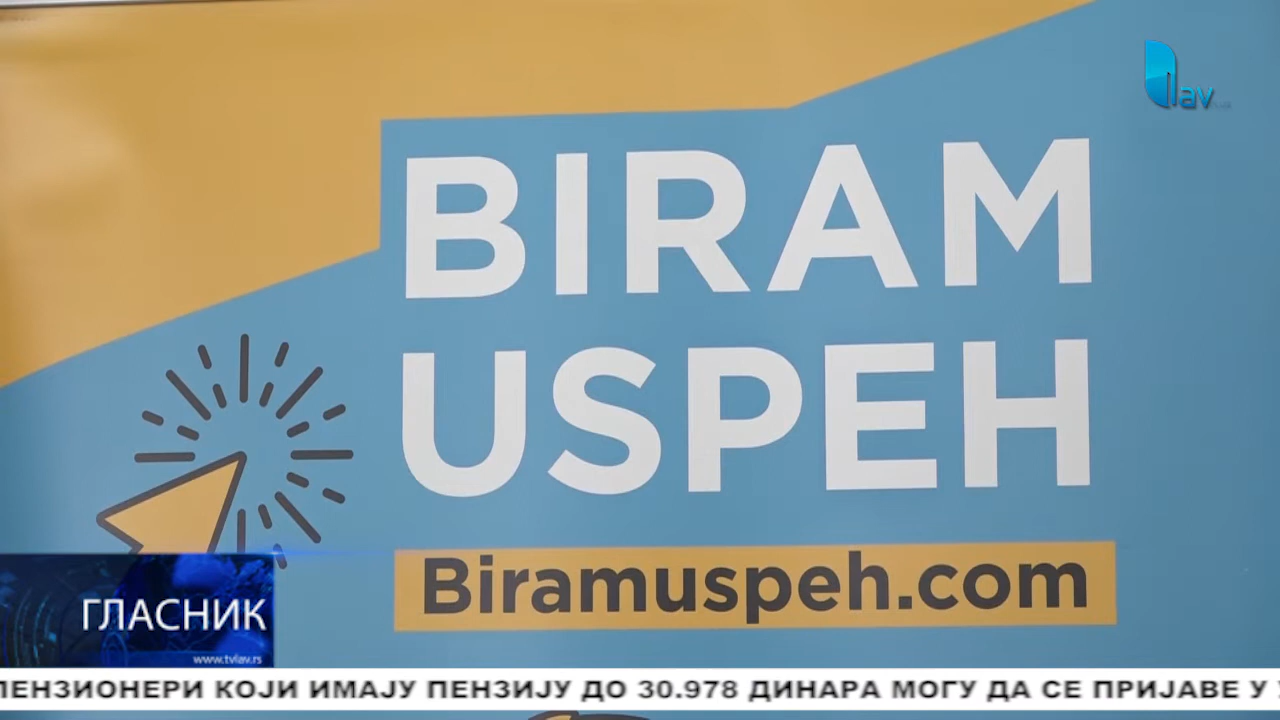 lav
BIRAM
USPEH
Biramuspeh.com
ГЛАСНИК
www.tvlav.rs
ПЕНЗИОНЕРИ КОЈИ ИМАЈУ ПЕНЗИЈУ ДО 30.978 ДИНАРА МОГУ ДА СЕ ПРИЈАВЕ У